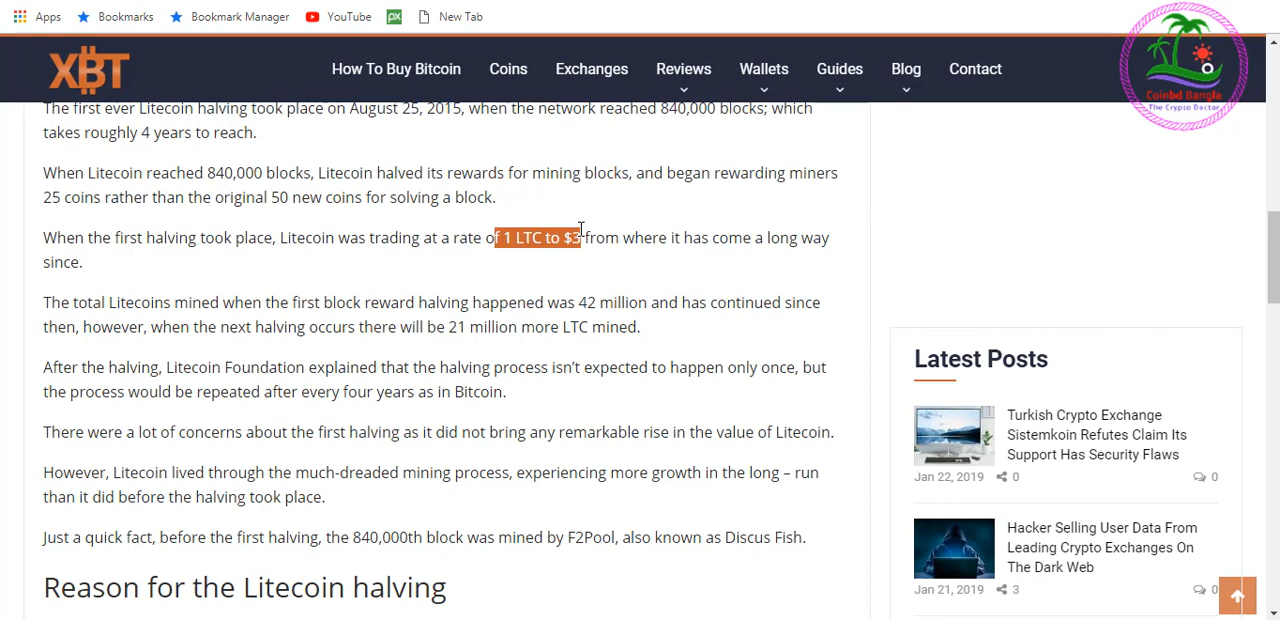 Apps
Bookmarks
Bookmark Manager
YouTube
px
New Tab
XBT
How To Buy Bitcoin
Coins
Exchanges
Reviews
Wallets
Guides
Blog
Contact
Coinbd Bangla
The Crypto Doctor
The first ever Litecoin halving took place on August 25, 2015, when the network reached 840,000 blocks; which
takes roughly 4 years to reach.
When Litecoin reached 840,000 blocks, Litecoin halved its rewards for mining blocks, and began rewarding miners
25 coins rather than the original 50 new coins for solving a block.
When the first halving took place, Litecoin was trading at a rate of 1 LTC to $3 from where it has come a long way
since.
The total Litecoins mined when the first block reward halving happened was 42 million and has continued since
then, however, when the next halving occurs there will be 21 million more LTC mined.
After the halving, Litecoin Foundation explained that the halving process isn’t expected to happen only once, but
the process would be repeated after every four years as in Bitcoin.
There were a lot of concerns about the first halving as it did not bring any remarkable rise in the value of Litecoin.
However, Litecoin lived through the much-dreaded mining process, experiencing more growth in the long – run
than it did before the halving took place.
Just a quick fact, before the first halving, the 840,000th block was mined by F2Pool, also known as Discus Fish.
Reason for the Litecoin halving
Latest Posts
Turkish Crypto Exchange
Sistemkoin Refutes Claim Its
Support Has Security Flaws
Jan 22, 2019 0 0
Hacker Selling User Data From
Leading Crypto Exchanges On
The Dark Web
Jan 21, 2019 3 0